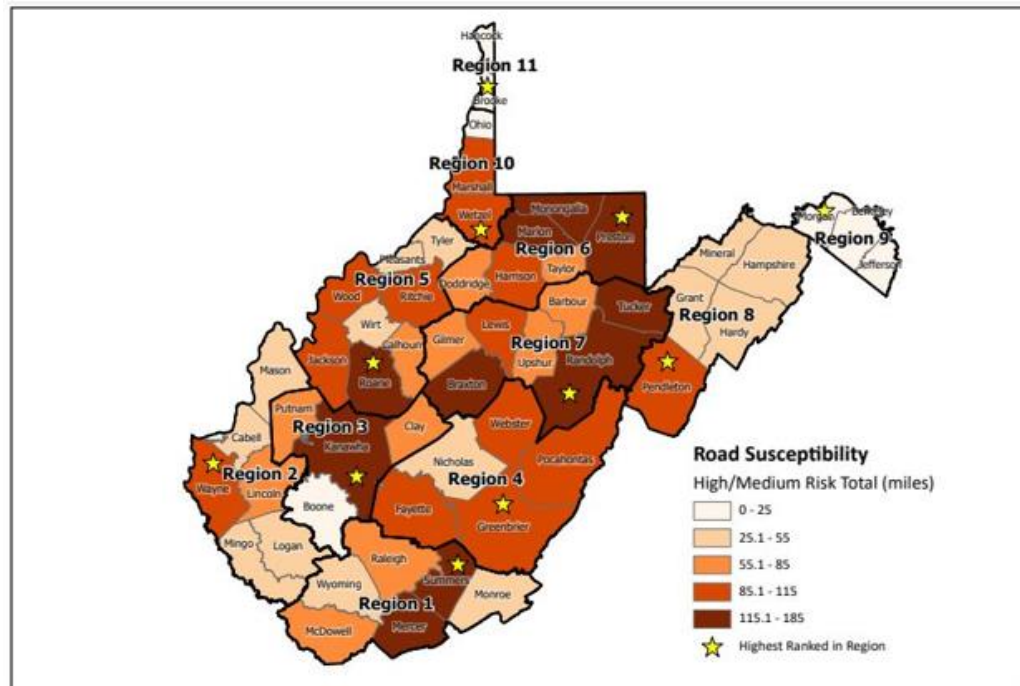 Hancock
Region 11
Brooke
Ohio
Region 10
Marshall
Wetzel
Monongalia
Marion
Preston
Morgan
Berkeley
Region 9
Jefferson
Tyler
Pleasants
Region 6
Mineral
Hampshire
Region 5
Doddridge
Harrison
Taylor
Wood
Ritchie
Barbour
Tucker
Grant
Region 8
Hardy
Wirt
Calhoun
Gilmer
Lewis
Region 7
Upshur
Randolph
Jackson
Roane
Braxton
Pendleton
Mason
Putnam
Region 3
Kanawha
Clay
Webster
Pocahontas
Cabell
Nicholas
Region 4
Region 2
Wayne
Lincoln
Boone
Fayette
Greenbrier
Mingo
Logan
Raleigh
Summers
Wyoming
Region 1
Monroe
McDowell
Mercer
Road Susceptibility
High/Medium Risk Total (miles)
0 - 25
25.1 - 55
55.1 - 85
85.1 - 115
115.1 - 185
Highest Ranked in Region